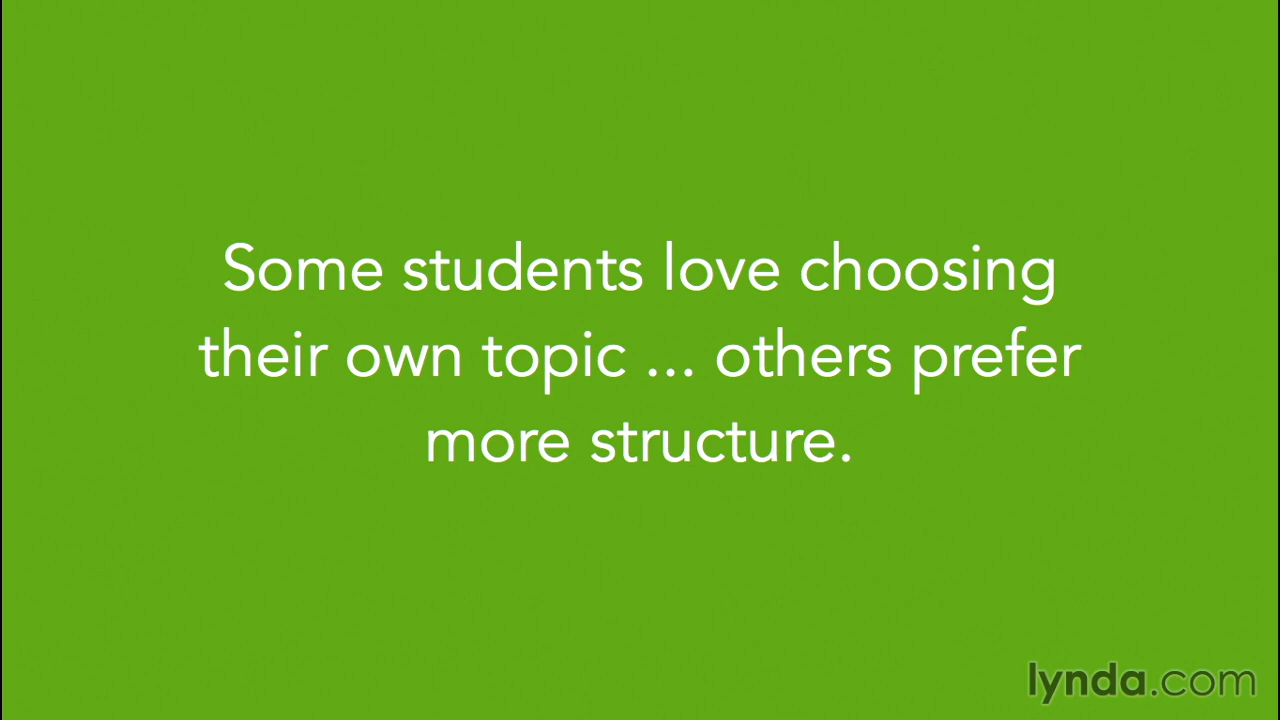 Some students love choosing
their own topic ... others prefer
more structure.
lynda.com